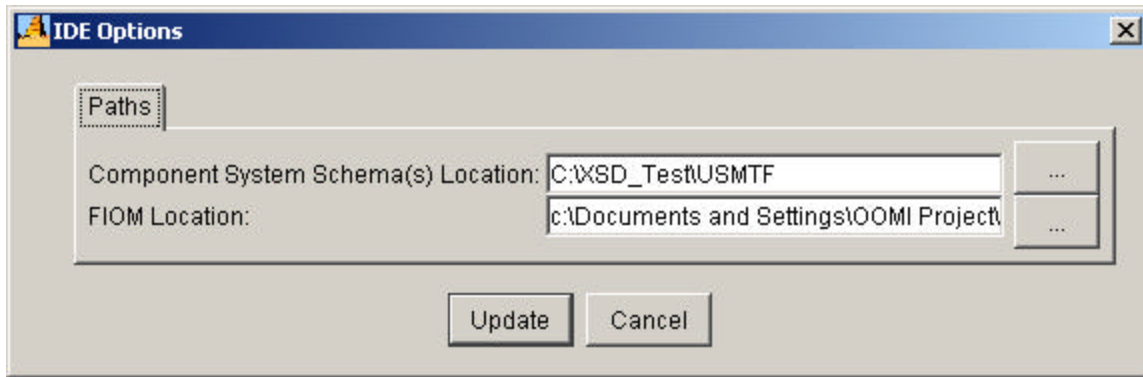 IDE Options
Paths
Component System Schema(s) Location: C:\XSD_Test\USMTF ...
FIOM Location: c:\Documents and Settings\OOMI Project\ ...
Update Cancel